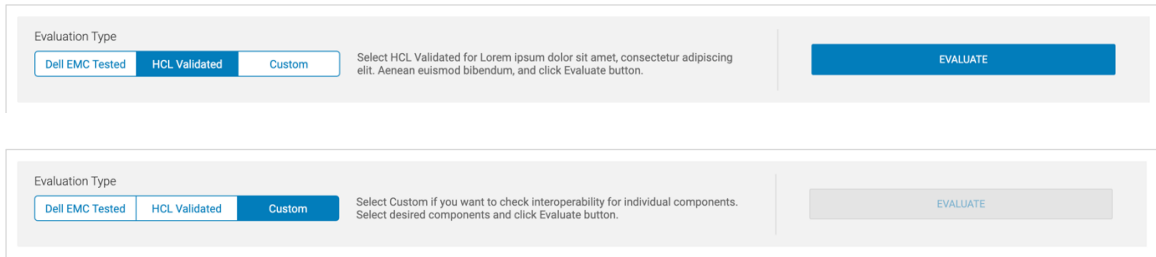 Evaluation Type
Dell EMC Tested HCL Validated Custom
Select HCL Validated for Lorem ipsum dolor sit amet, consectetur adipiscing
elit. Aenean euismod bibendum, and click Evaluate button.
EVALUATE
Evaluation Type
Dell EMC Tested HCL Validated Custom
Select Custom if you want to check interoperability for individual components.
Select desired components and click Evaluate button.
EVALUATE